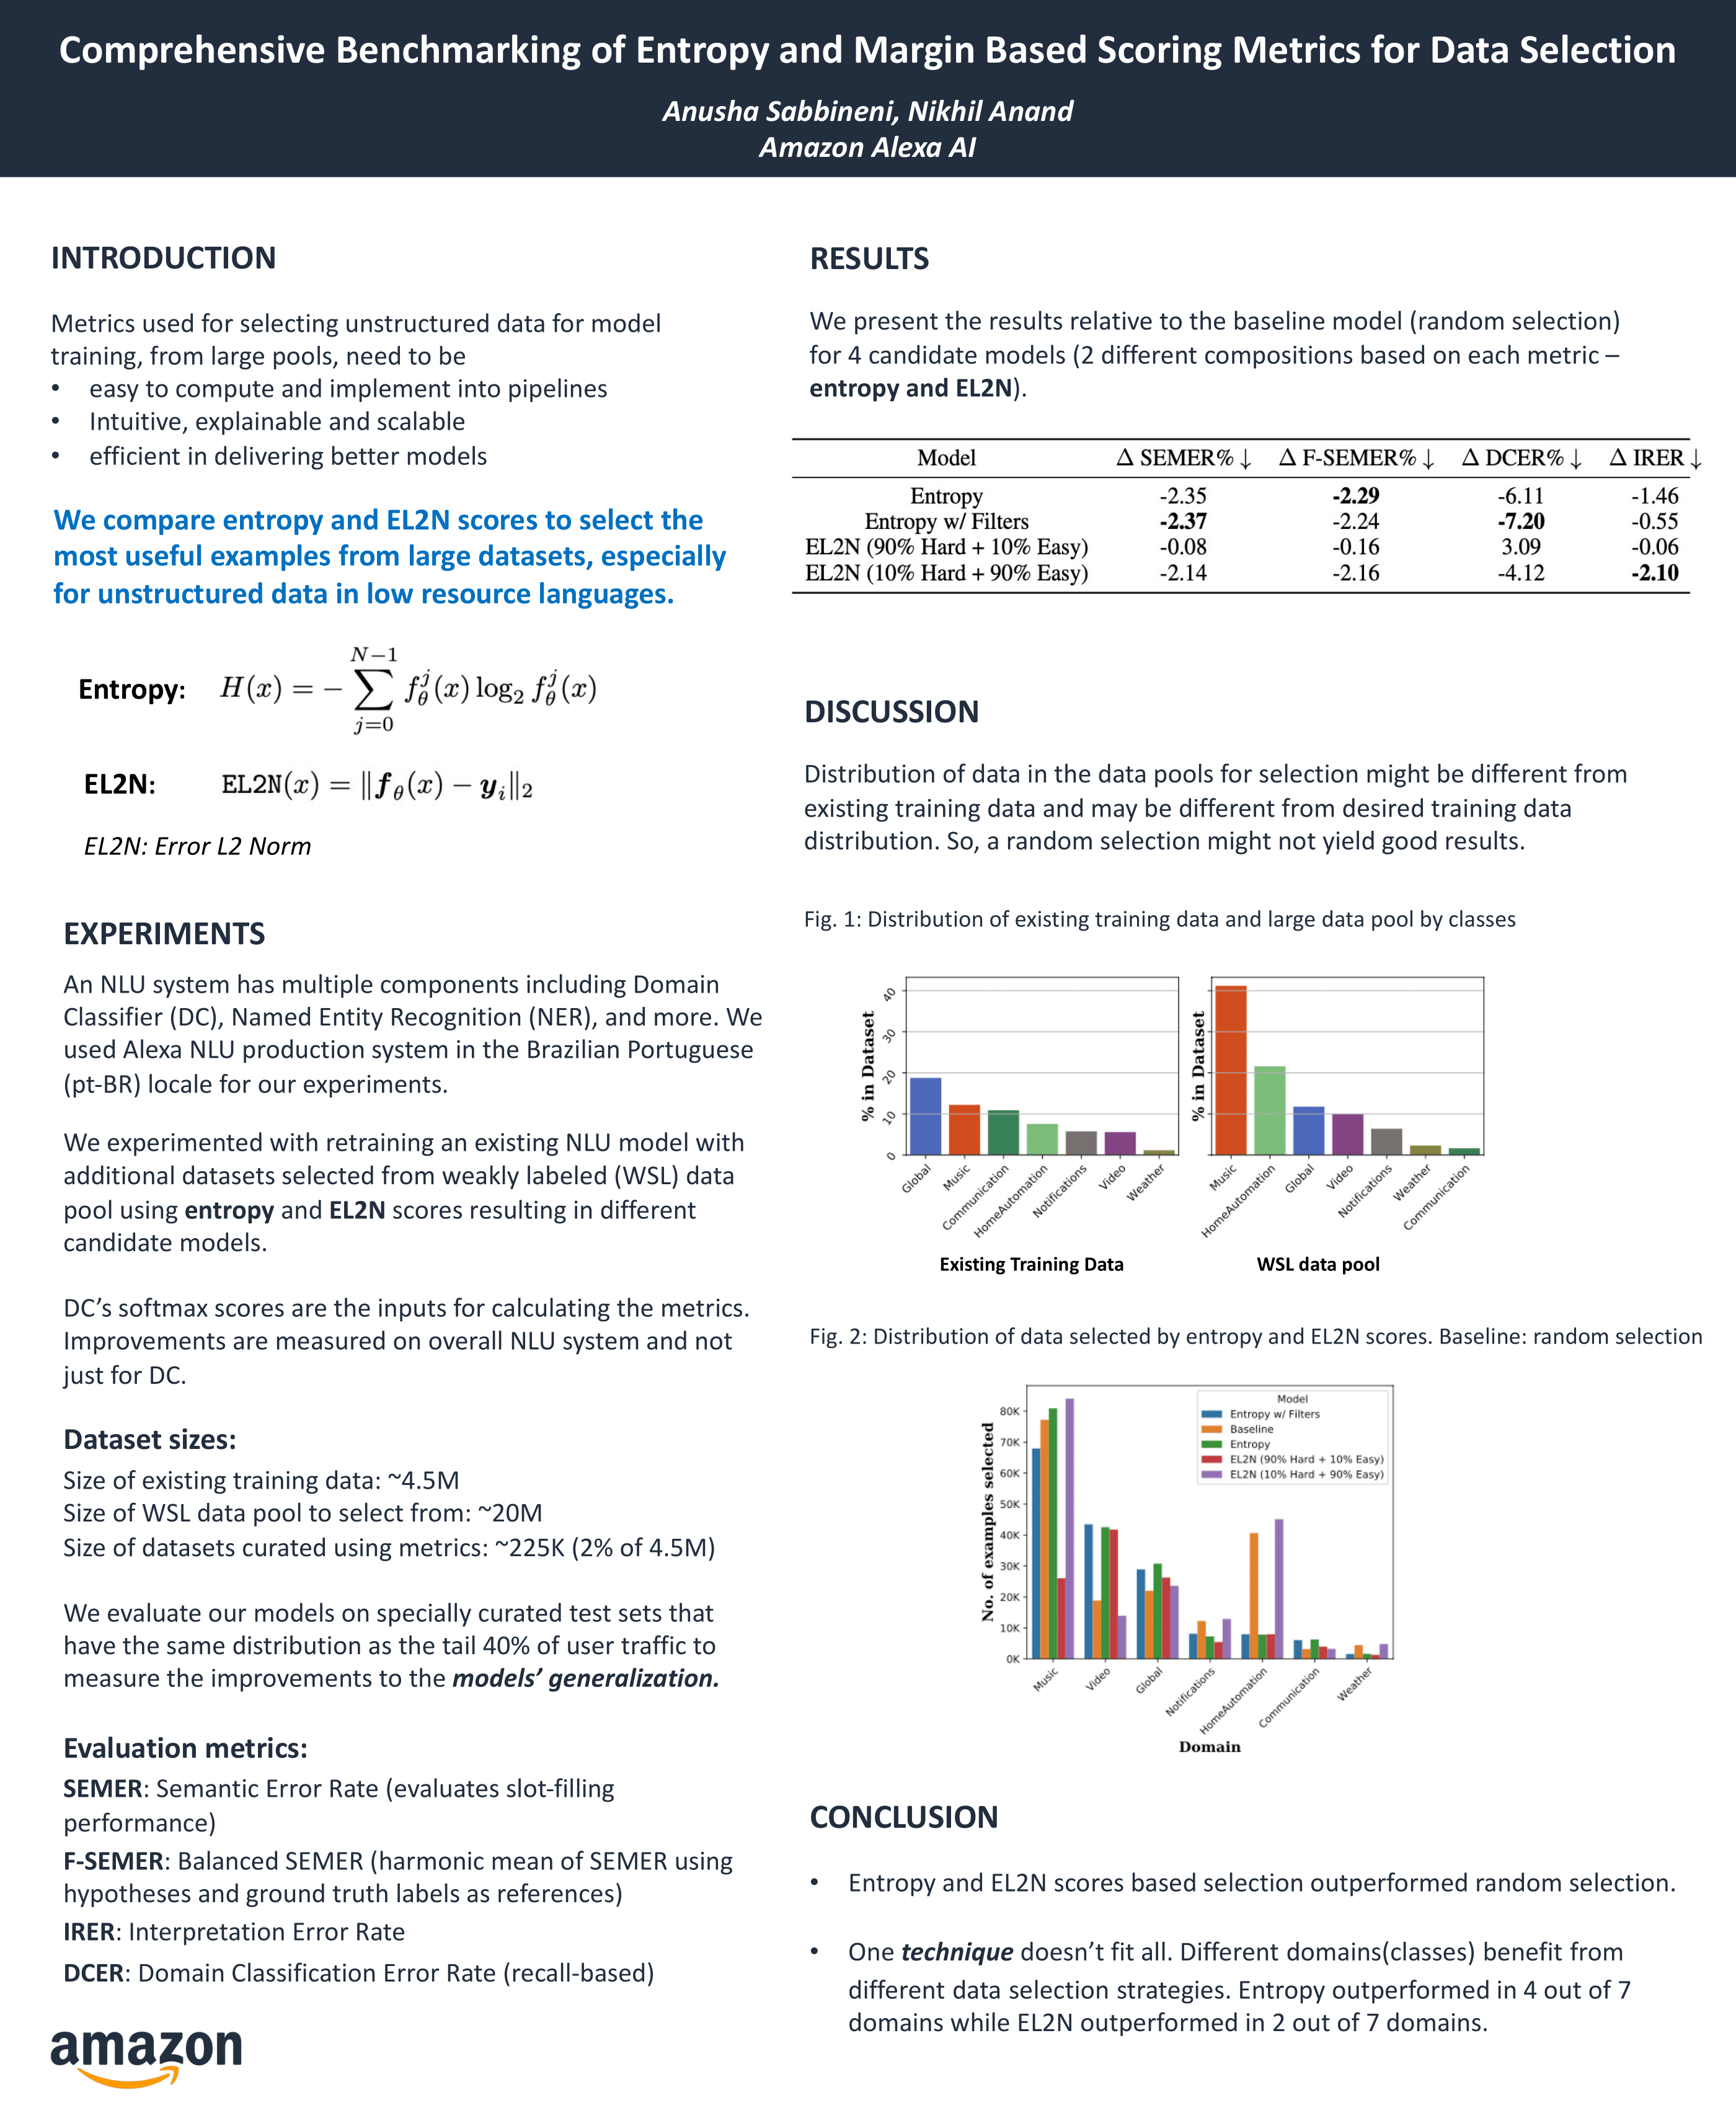 Comprehensive Benchmarking of Entropy and Margin Based Scoring Metrics for Data Selection
Anusha Sabbineni, Nikhil Anand
Amazon Alexa AI
INTRODUCTION
Metrics used for selecting unstructured data for model
training, from large pools, need to be
• easy to compute and implement into pipelines
• Intuitive, explainable and scalable
• efficient in delivering better models
We compare entropy and EL2N scores to select the
most useful examples from large datasets, especially
for unstructured data in low resource languages.
Entropy: H(x) = − ∑_{j=0}^{N−1} f_θ^j(x) log₂ f_θ^j(x)
EL2N: EL2N(x) = ‖f_θ(x) − y_i‖₂
EL2N: Error L2 Norm
EXPERIMENTS
An NLU system has multiple components including Domain
Classifier (DC), Named Entity Recognition (NER), and more. We
used Alexa NLU production system in the Brazilian Portuguese
(pt-BR) locale for our experiments.
We experimented with retraining an existing NLU model with
additional datasets selected from weakly labeled (WSL) data
pool using entropy and EL2N scores resulting in different
candidate models.
DC's softmax scores are the inputs for calculating the metrics.
Improvements are measured on overall NLU system and not
just for DC.
Dataset sizes:
Size of existing training data: ~4.5M
Size of WSL data pool to select from: ~20M
Size of datasets curated using metrics: ~225K (2% of 4.5M)
We evaluate our models on specially curated test sets that
have the same distribution as the tail 40% of user traffic to
measure the improvements to the models' generalization.
Evaluation metrics:
SEMER: Semantic Error Rate (evaluates slot-filling
performance)
F-SEMER: Balanced SEMER (harmonic mean of SEMER using
hypotheses and ground truth labels as references)
IRER: Interpretation Error Rate
DCER: Domain Classification Error Rate (recall-based)
amazon
RESULTS
We present the results relative to the baseline model (random selection)
for 4 candidate models (2 different compositions based on each metric –
entropy and EL2N).
Model Δ SEMER% ↓ Δ F-SEMER% ↓ Δ DCER% ↓ Δ IRER ↓
Entropy -2.35 -2.29 -6.11 -1.46
Entropy w/ Filters -2.37 -2.24 -7.20 -0.55
EL2N (90% Hard + 10% Easy) -0.08 -0.16 3.09 -0.06
EL2N (10% Hard + 90% Easy) -2.14 -2.16 -4.12 -2.10
DISCUSSION
Distribution of data in the data pools for selection might be different from
existing training data and may be different from desired training data
distribution. So, a random selection might not yield good results.
Fig. 1: Distribution of existing training data and large data pool by classes
% in Dataset
40
30
20
10
0
Global
Music
Communication
HomeAutomation
Notifications
Video
Weather
Existing Training Data
% in Dataset
Music
HomeAutomation
Global
Video
Notifications
Weather
Communication
WSL data pool
Fig. 2: Distribution of data selected by entropy and EL2N scores. Baseline: random selection
No. of examples selected
80K
70K
60K
50K
40K
30K
20K
10K
0K
Model
Entropy w/ Filters
Baseline
Entropy
EL2N (90% Hard + 10% Easy)
EL2N (10% Hard + 90% Easy)
Music
Video
Global
Notifications
HomeAutomation
Communication
Weather
Domain
CONCLUSION
• Entropy and EL2N scores based selection outperformed random selection.
• One technique doesn't fit all. Different domains(classes) benefit from
different data selection strategies. Entropy outperformed in 4 out of 7
domains while EL2N outperformed in 2 out of 7 domains.